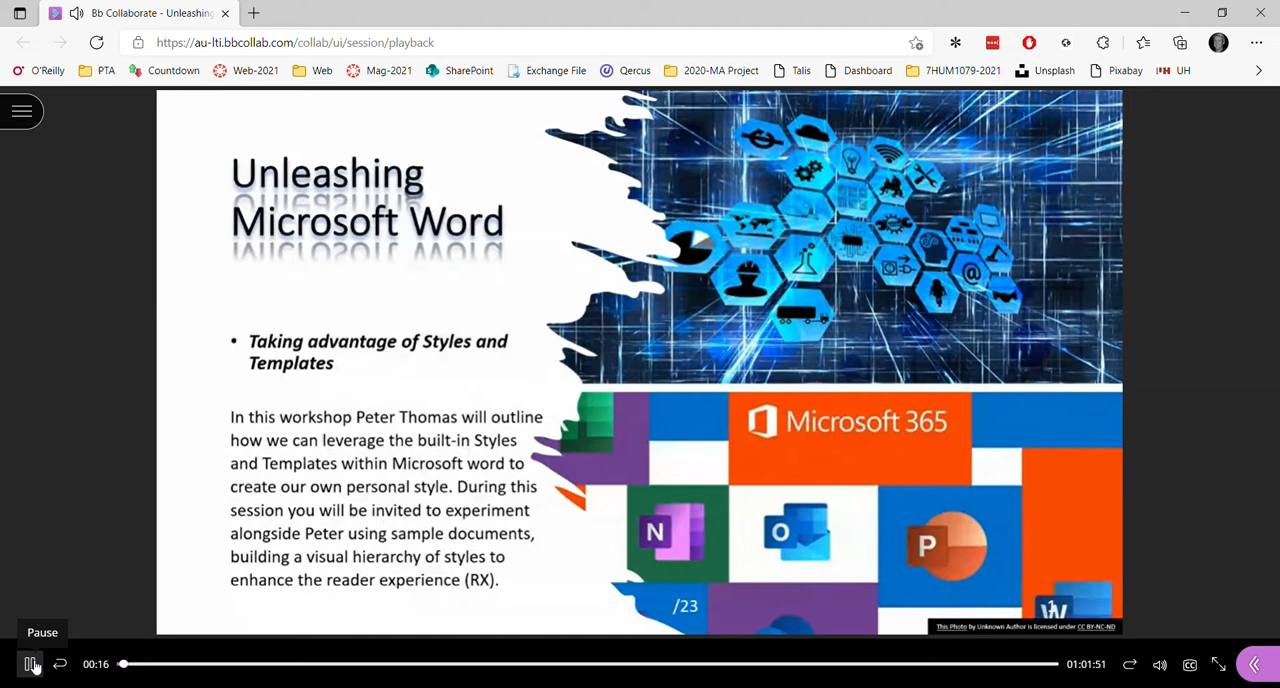 Bb Collaborate - Unleashing
https://au-lti.bbcollab.com/collab/ui/session/playback
O'Reilly PTA Countdown Web-2021 Web Mag-2021 SharePoint Exchange File Qercus 2020-MA Project Talis Dashboard 7HUM1079-2021 Unsplash Pixabay UH
Unleashing
Microsoft Word
• Taking advantage of Styles and
Templates
In this workshop Peter Thomas will outline
how we can leverage the built-in Styles
and Templates within Microsoft word to
create our own personal style. During this
session you will be invited to experiment
alongside Peter using sample documents,
building a visual hierarchy of styles to
enhance the reader experience (RX).
Microsoft 365
N O P
/23
W
This Photo by Unknown Author is licensed under CC BY-NC-ND
Pause
00:16 01:01:51 CC